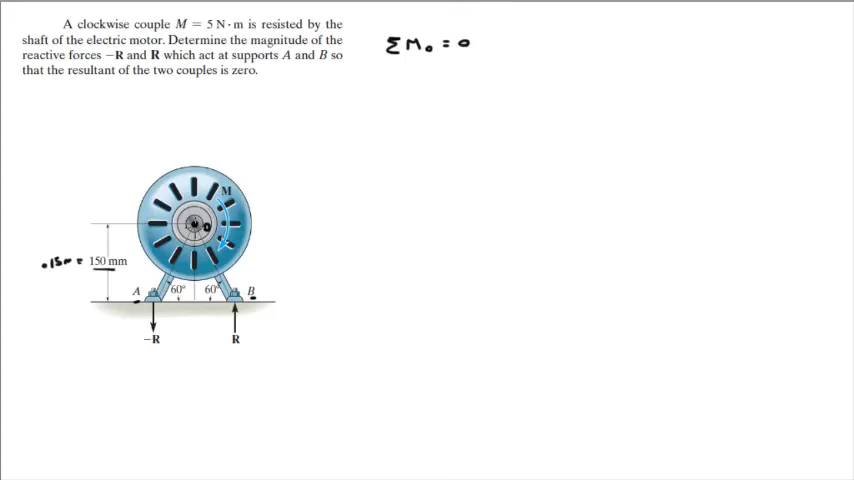 A clockwise couple M = 5 N · m is resisted by the
shaft of the electric motor. Determine the magnitude of the
reactive forces −R and R which act at supports A and B so
that the resultant of the two couples is zero.
ΣMo = 0
M
O
.15m = 150 mm
A 60° 60° B
−R R